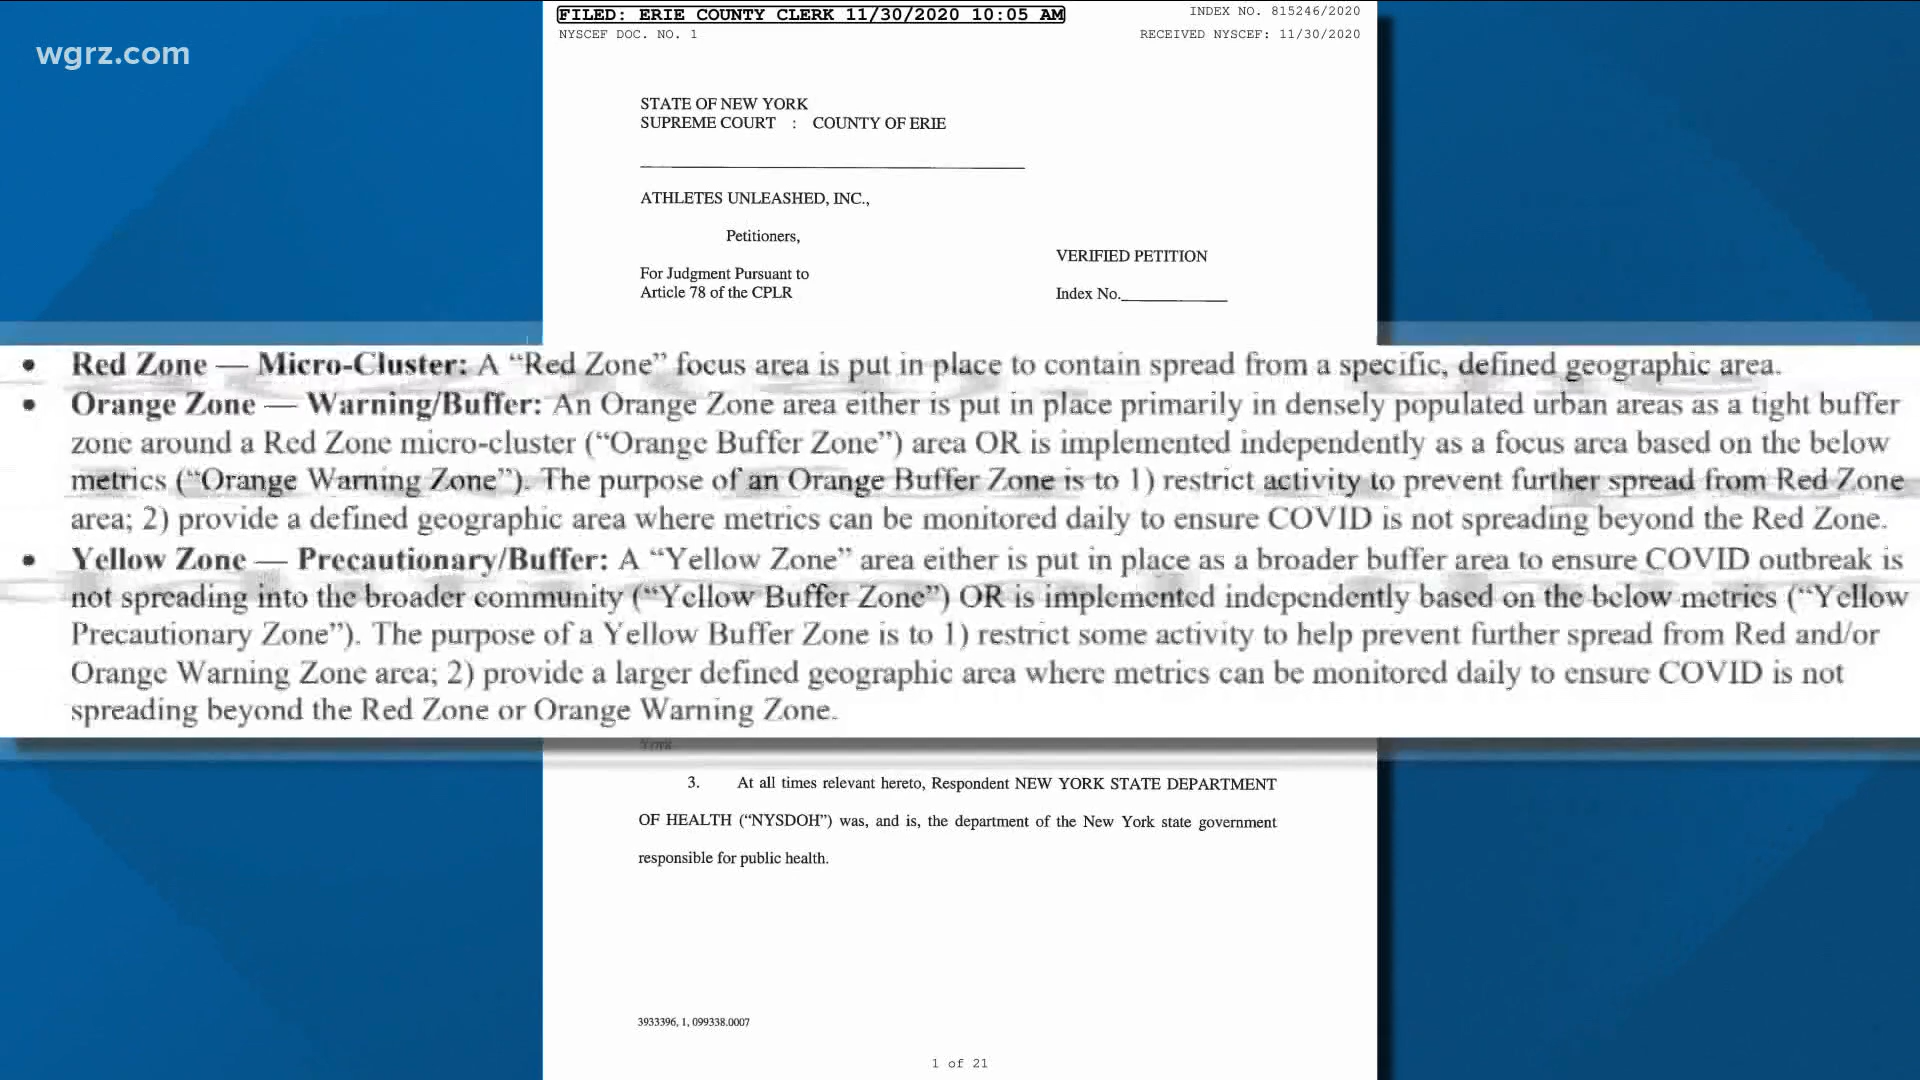 FILED: ERIE COUNTY CLERK 11/30/2020 10:05 AM
INDEX NO. 815246/2020
NYSCEF DOC. NO. 1
RECEIVED NYSCEF: 11/30/2020
wgrz.com
STATE OF NEW YORK
SUPREME COURT : COUNTY OF ERIE
ATHLETES UNLEASHED, INC.,
Petitioners,
VERIFIED PETITION
For Judgment Pursuant to
Article 78 of the CPLR
Index No.
• Red Zone — Micro-Cluster: A “Red Zone” focus area is put in place to contain spread from a specific, defined geographic area.
• Orange Zone — Warning/Buffer: An Orange Zone area either is put in place primarily in densely populated urban areas as a tight buffer
zone around a Red Zone micro-cluster (“Orange Buffer Zone”) area OR is implemented independently as a focus area based on the below
metrics (“Orange Warning Zone”). The purpose of an Orange Buffer Zone is to 1) restrict activity to prevent further spread from Red Zone
area; 2) provide a defined geographic area where metrics can be monitored daily to ensure COVID is not spreading beyond the Red Zone.
• Yellow Zone — Precautionary/Buffer: A “Yellow Zone” area either is put in place as a broader buffer area to ensure COVID outbreak is
not spreading into the broader community (“Yellow Buffer Zone”) OR is implemented independently based on the below metrics (“Yellow
Precautionary Zone”). The purpose of a Yellow Buffer Zone is to 1) restrict some activity to help prevent further spread from Red and/or
Orange Warning Zone area; 2) provide a larger defined geographic area where metrics can be monitored daily to ensure COVID is not
spreading beyond the Red Zone or Orange Warning Zone.
3. At all times relevant hereto, Respondent NEW YORK STATE DEPARTMENT
OF HEALTH (“NYSDOH”) was, and is, the department of the New York state government
responsible for public health.
3933396, 1, 099338.0007
1 of 21